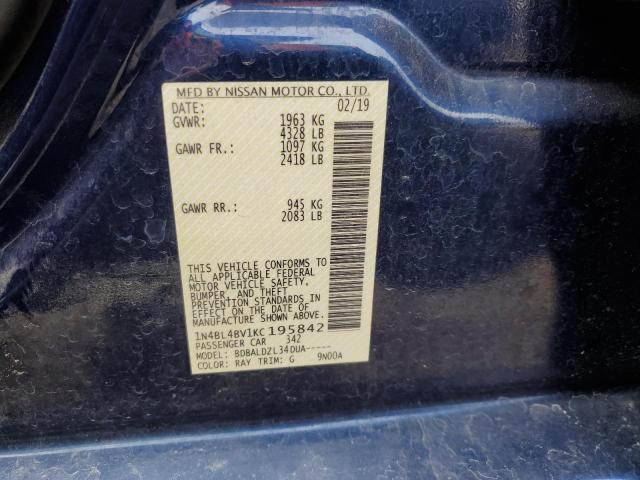 MFD BY NISSAN MOTOR CO., LTD.
DATE: 02/19
GVWR: 1963 KG
4328 LB
GAWR FR.: 1097 KG
2418 LB
GAWR RR.: 945 KG
2083 LB
THIS VEHICLE CONFORMS TO
ALL APPLICABLE FEDERAL
MOTOR VEHICLE SAFETY,
BUMPER, AND THEFT
PREVENTION STANDARDS
IN EFFECT ON THE DATE OF
MANUFACTURE SHOWN ABOVE.
1N4BL4BV1KC195842
PASSENGER CAR 342
MODEL: BDBALDZL34DUA-----
COLOR: RAY TRIM: G 9N00A